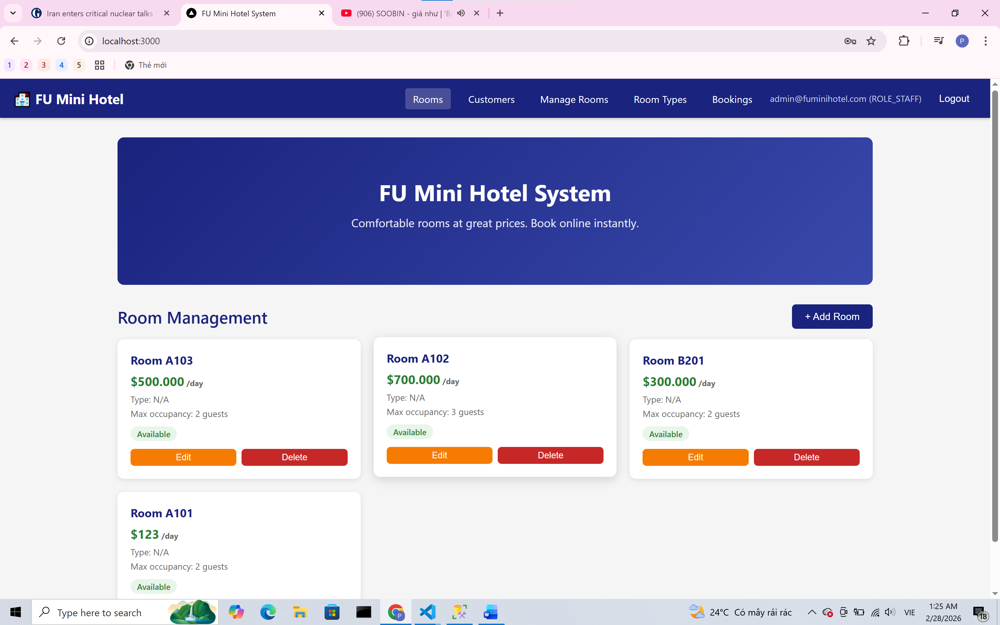 Iran enters critical nuclear talks
FU Mini Hotel System
(906) SOOBIN - giá như | 'BA
localhost:3000
1 2 3 4 5 Thẻ mới
FU Mini Hotel
Rooms Customers Manage Rooms Room Types Bookings admin@fuminihotel.com (ROLE_STAFF) Logout
FU Mini Hotel System
Comfortable rooms at great prices. Book online instantly.
Room Management
+ Add Room
Room A103
$500.000 /day
Type: N/A
Max occupancy: 2 guests
Available
Edit Delete
Room A102
$700.000 /day
Type: N/A
Max occupancy: 3 guests
Available
Edit Delete
Room B201
$300.000 /day
Type: N/A
Max occupancy: 2 guests
Available
Edit Delete
Room A101
$123 /day
Type: N/A
Max occupancy: 2 guests
Available
Type here to search
24°C Có mây rải rác
VIE
1:25 AM
2/28/2026
18
P
P